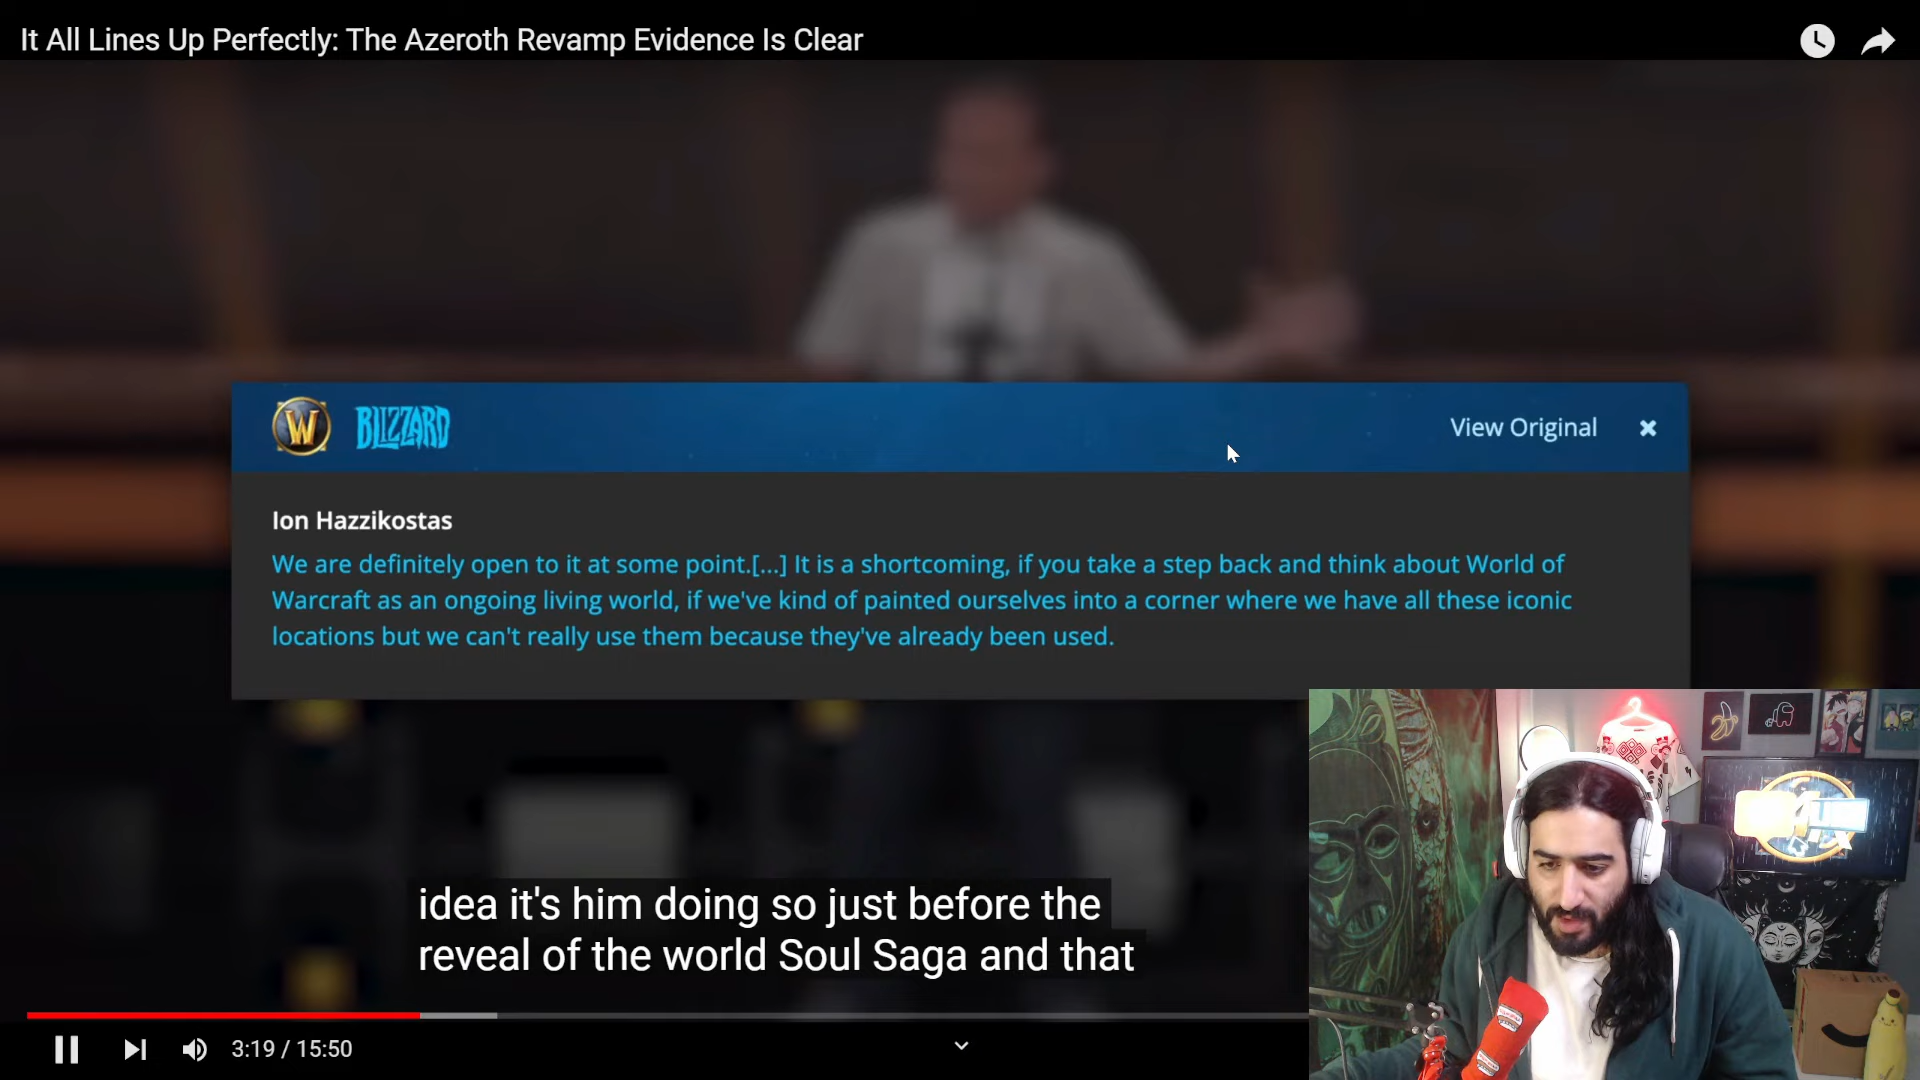 It All Lines Up Perfectly: The Azeroth Revamp Evidence Is Clear
W BLIZZARD
View Original
Ion Hazzikostas
We are definitely open to it at some point.[...] It is a shortcoming, if you take a step back and think about World of
Warcraft as an ongoing living world, if we've kind of painted ourselves into a corner where we have all these iconic
locations but we can't really use them because they've already been used.
idea it's him doing so just before the
reveal of the world Soul Saga and that
3:19 / 15:50